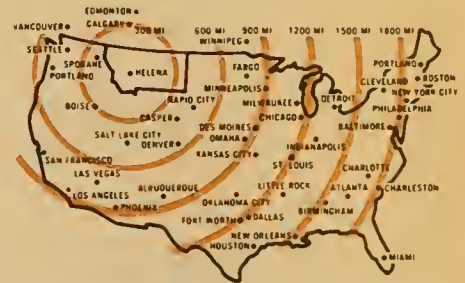 EDMONTON
CALGARY
VANCOUVER
300 MI
600 MI
900 MI
1200 MI
1500 MI
1800 MI
WINNIPEG
SEATTLE
SPOKANE
PORTLAND
HELENA
FARGO
MINNEAPOLIS
PORTLAND
BOSTON
CLEVELAND
NEW YORK CITY
BOISE
RAPID CITY
MILWAUKEE
DETROIT
PHILADELPHIA
CASPER
CHICAGO
BALTIMORE
SALT LAKE CITY
DENVER
DES MOINES
OMAHA
INDIANAPOLIS
KANSAS CITY
SAN FRANCISCO
ST. LOUIS
LAS VEGAS
CHARLOTTE
LOS ANGELES
ALBUQUERQUE
OKLAHOMA CITY
LITTLE ROCK
ATLANTA
CHARLESTON
PHOENIX
FORT WORTH
DALLAS
BIRMINGHAM
NEW ORLEANS
HOUSTON
MIAMI